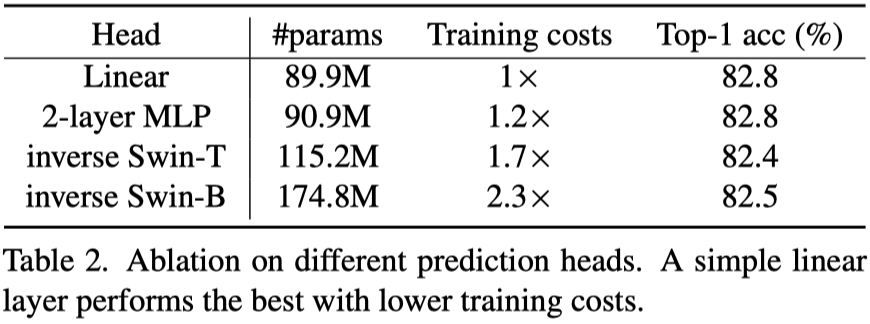 Head #params Training costs Top-1 acc (%)
Linear 89.9M 1× 82.8
2-layer MLP 90.9M 1.2× 82.8
inverse Swin-T 115.2M 1.7× 82.4
inverse Swin-B 174.8M 2.3× 82.5
Table 2. Ablation on different prediction heads. A simple linear
layer performs the best with lower training costs.